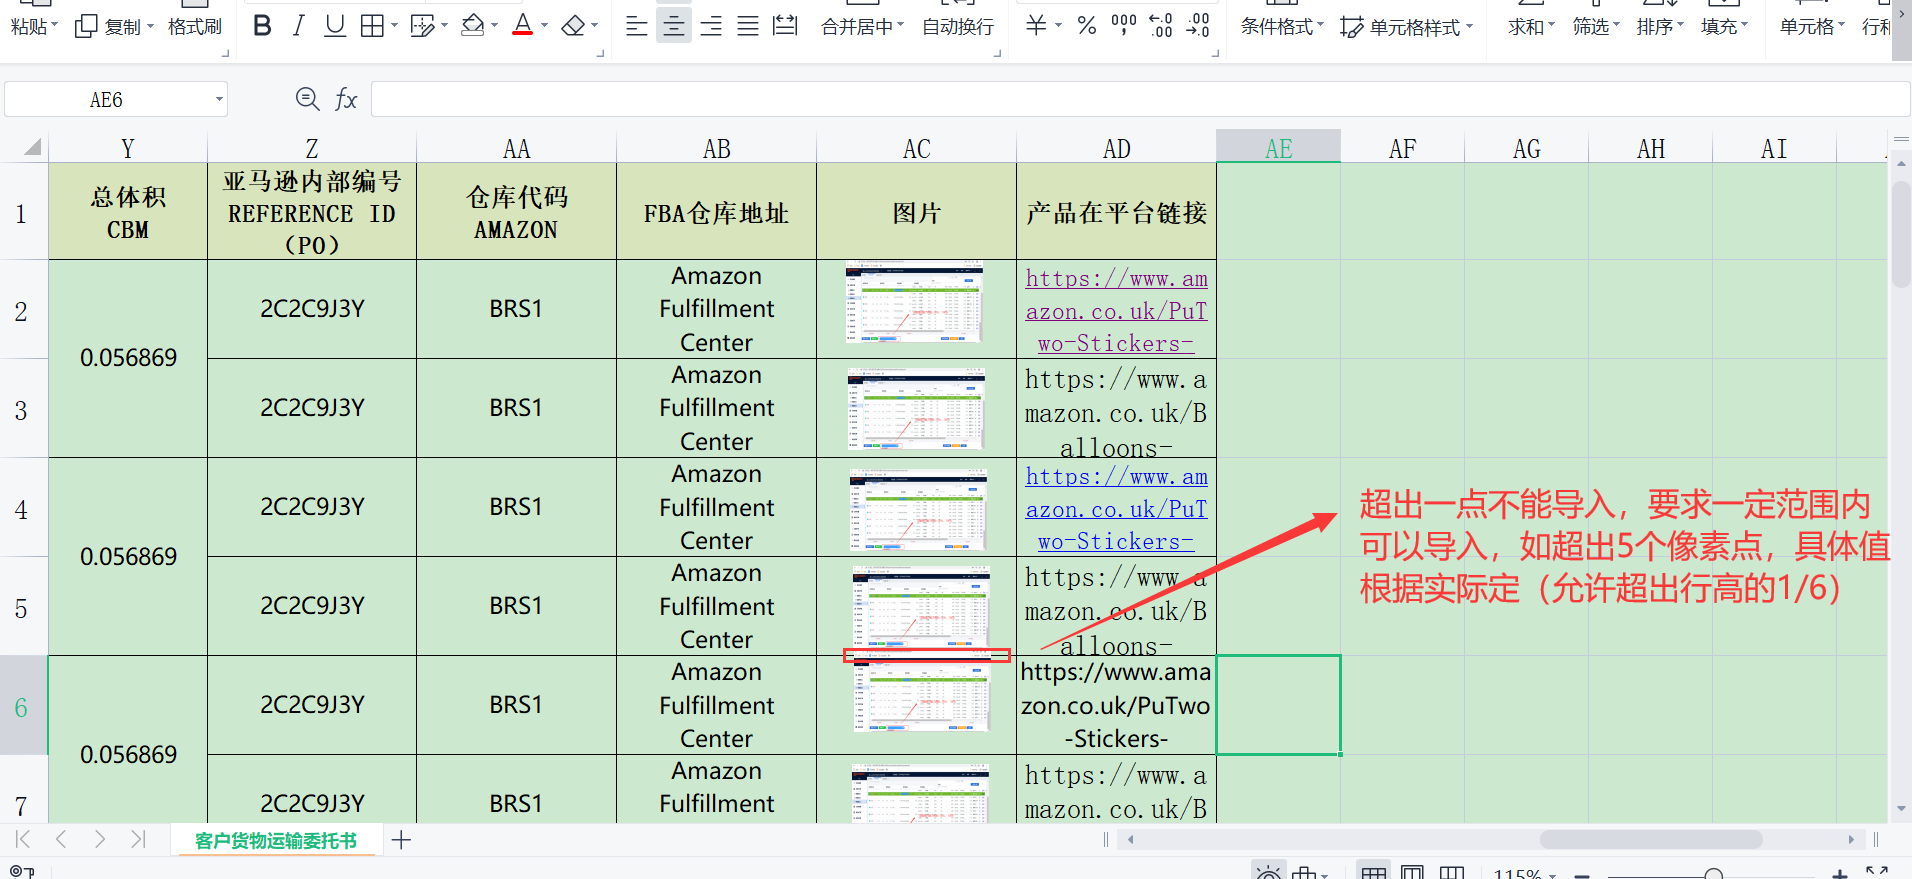 粘贴 复制 格式刷 B I U A 合并居中 自动换行 ¥ % 000 , ←.0 .00 .00 →.0 条件格式 单元格样式 求和 筛选 排序 填充 单元格 行和
AE6 fx
Y Z AA AB AC AD AE AF AG AH AI
1
总体积
CBM
亚马逊内部编号
REFERENCE ID
（PO）
仓库代码
AMAZON
FBA仓库地址
图片
产品在平台链接
2
0.056869
2C2C9J3Y
BRS1
Amazon
Fulfillment
Center
https://www.am
azon.co.uk/PuT
wo-Stickers-
3
2C2C9J3Y
BRS1
Amazon
Fulfillment
Center
https://www.a
mazon.co.uk/B
alloons-
4
0.056869
2C2C9J3Y
BRS1
Amazon
Fulfillment
Center
https://www.am
azon.co.uk/PuT
wo-Stickers-
5
2C2C9J3Y
BRS1
Amazon
Fulfillment
Center
https://www.a
mazon.co.uk/B
alloons-
超出一点不能导入，要求一定范围内
可以导入，如超出5个像素点，具体值
根据实际定（允许超出行高的1/6）
6
0.056869
2C2C9J3Y
BRS1
Amazon
Fulfillment
Center
https://www.ama
zon.co.uk/PuTwo
-Stickers-
7
2C2C9J3Y
BRS1
Amazon
Fulfillment
https://www.a
mazon.co.uk/B
客户货物运输委托书
115%